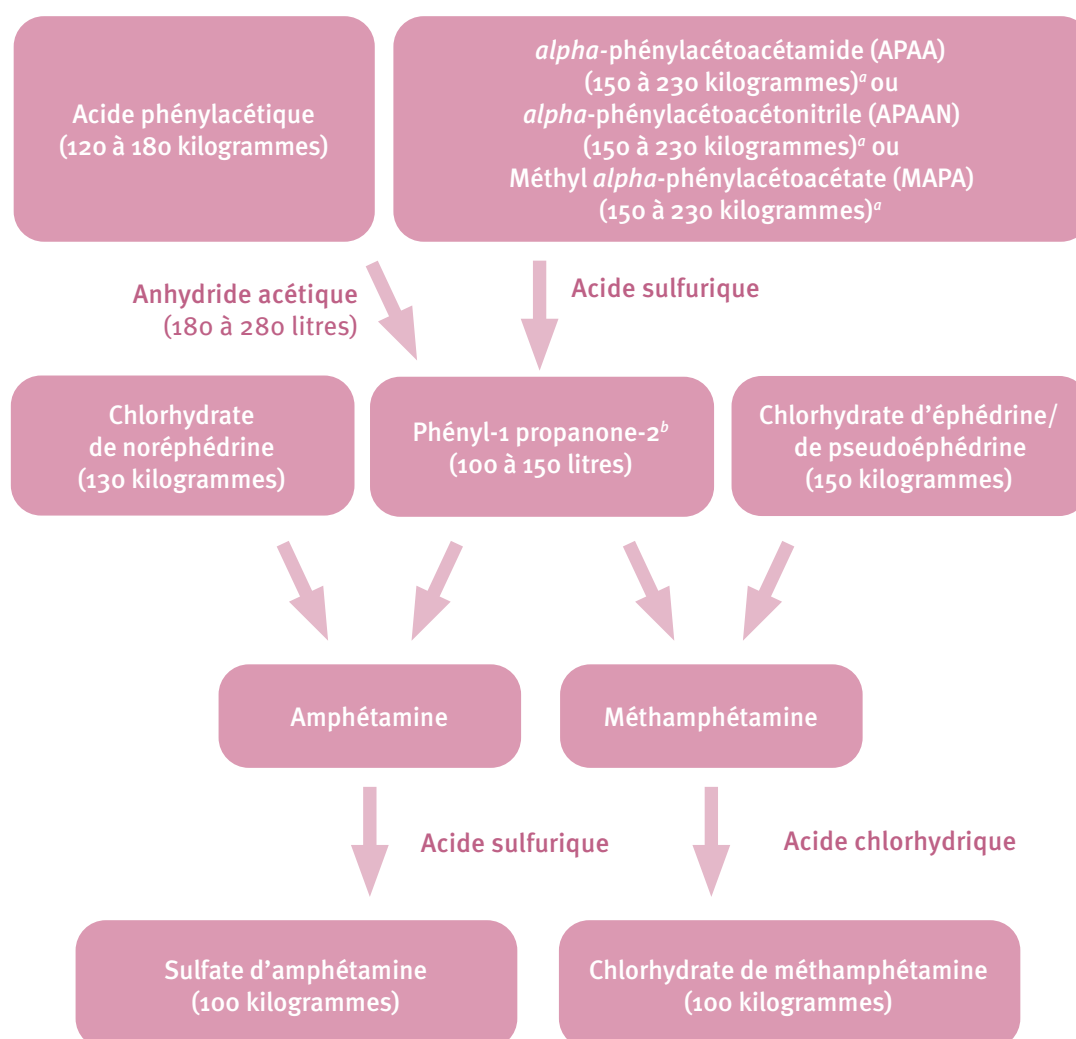 Acide phénylacétique
(120 à 180 kilogrammes)
alpha-phénylacétoacétamide (APAA)
(150 à 230 kilogrammes)a ou
alpha-phénylacétoacétonitrile (APAAN)
(150 à 230 kilogrammes)a ou
Méthyl alpha-phénylacétoacétate (MAPA)
(150 à 230 kilogrammes)a
Anhydride acétique
(180 à 280 litres)
Acide sulfurique
Chlorhydrate
de noréphédrine
(130 kilogrammes)
Phényl-1 propanone-2b
(100 à 150 litres)
Chlorhydrate d'éphédrine/
de pseudoéphédrine
(150 kilogrammes)
Amphétamine
Méthamphétamine
Acide sulfurique
Acide chlorhydrique
Sulfate d'amphétamine
(100 kilogrammes)
Chlorhydrate de méthamphétamine
(100 kilogrammes)